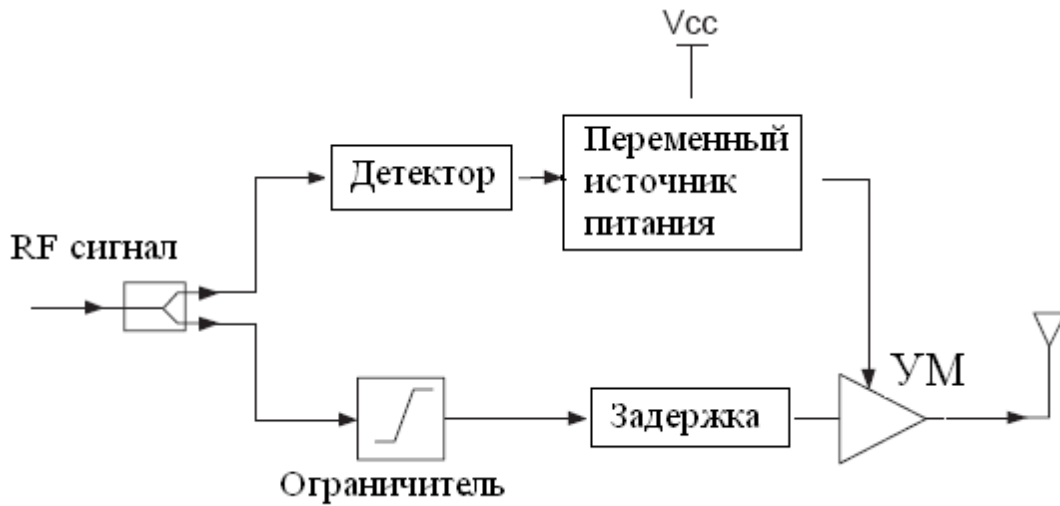 Vcc
Переменный
источник
питания
Детектор
RF сигнал
УМ
Задержка
Ограничитель